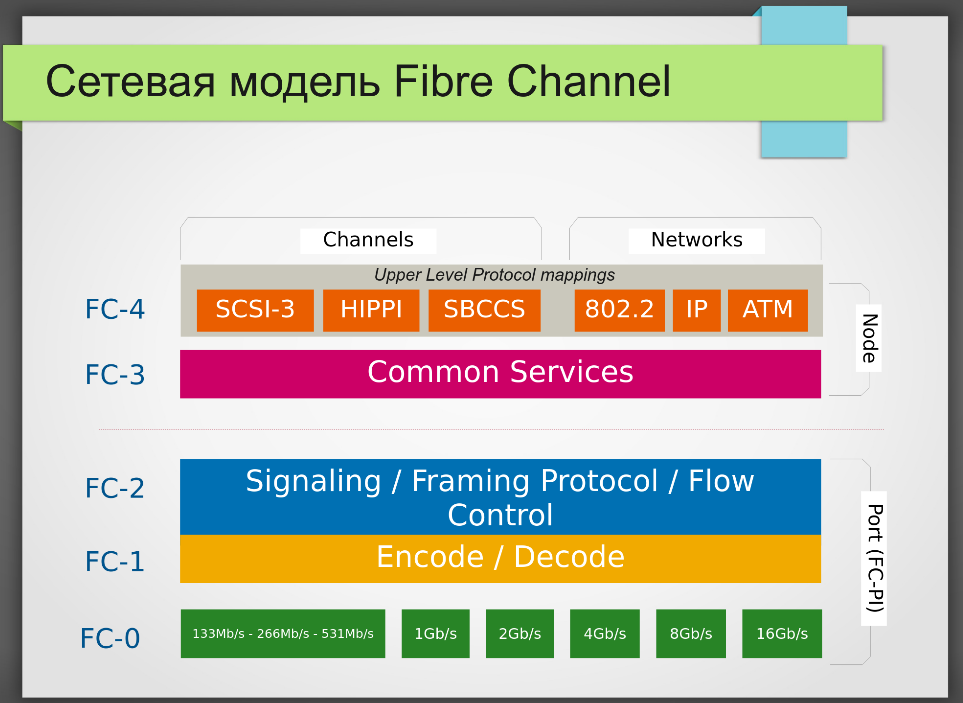 Сетевая модель Fibre Channel
Channels
Networks
Upper Level Protocol mappings
FC-4
SCSI-3
HIPPI
SBCCS
802.2
IP
ATM
Node
FC-3
Common Services
FC-2
Signaling / Framing Protocol / Flow
Control
FC-1
Encode / Decode
Port (FC-PI)
FC-0
133Mb/s - 266Mb/s - 531Mb/s
1Gb/s
2Gb/s
4Gb/s
8Gb/s
16Gb/s